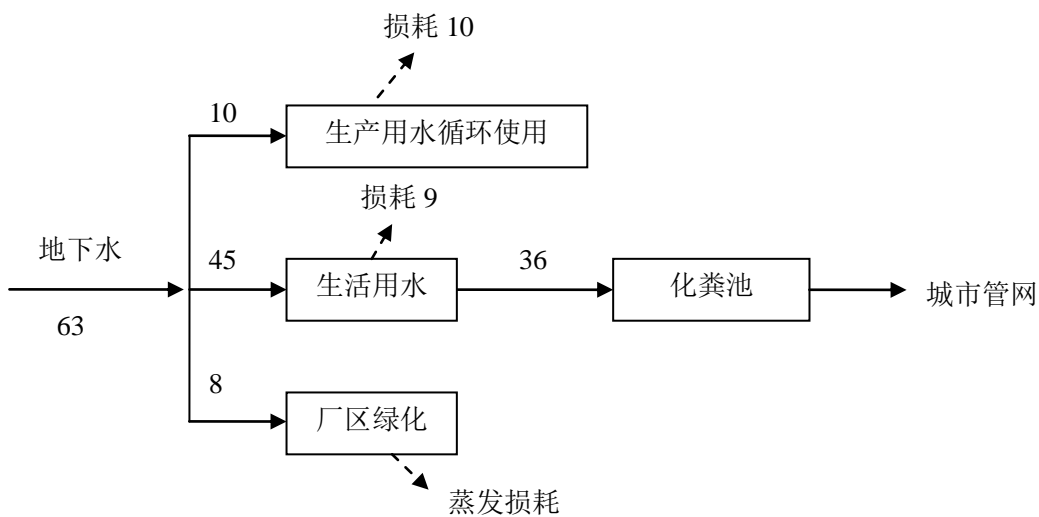 损耗 10
10
生产用水循环使用
损耗 9
地下水
45
生活用水
36
化粪池
城市管网
63
8
厂区绿化
蒸发损耗